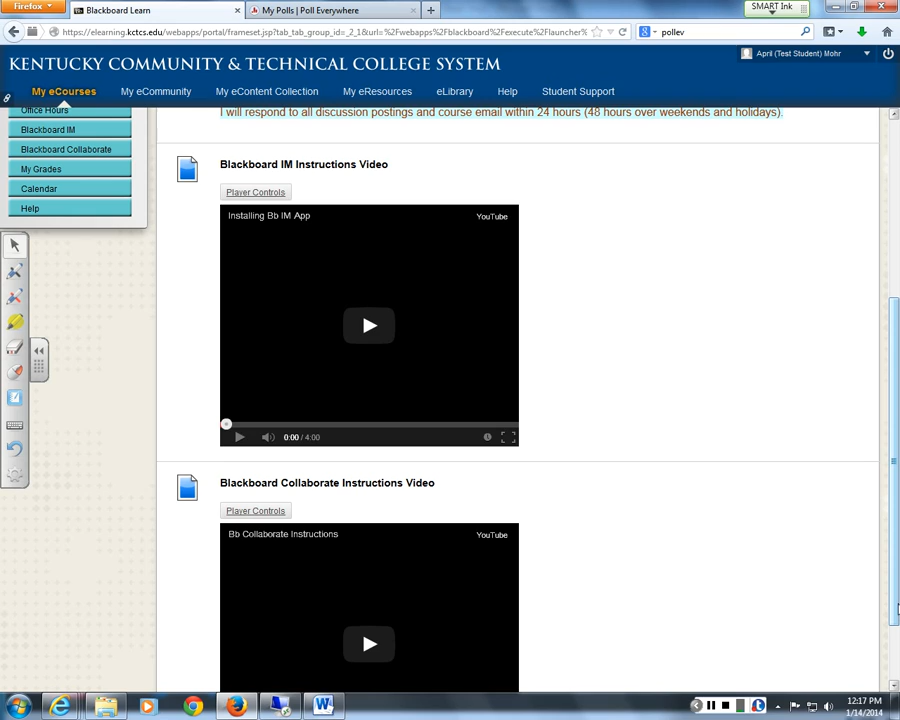 Firefox
Blackboard Learn
My Polls | Poll Everywhere
SMART Ink
https://elearning.kctcs.edu/webapps/portal/frameset.jsp?tab_tab_group_id=_2_1&url=%2Fwebapps%2Fblackboard%2Fexecute%2Flauncher
pollev
KENTUCKY COMMUNITY & TECHNICAL COLLEGE SYSTEM
April (Test Student) Mohr
My eCourses
My eCommunity
My eContent Collection
My eResources
eLibrary
Help
Student Support
Office Hours
I will respond to all discussion postings and course email within 24 hours (48 hours over weekends and holidays).
Blackboard IM
Blackboard Collaborate
My Grades
Calendar
Help
Blackboard IM Instructions Video
Player Controls
Installing Bb IM App
YouTube
0:00 / 4:00
Blackboard Collaborate Instructions Video
Player Controls
Bb Collaborate Instructions
YouTube
12:17 PM
1/14/2014